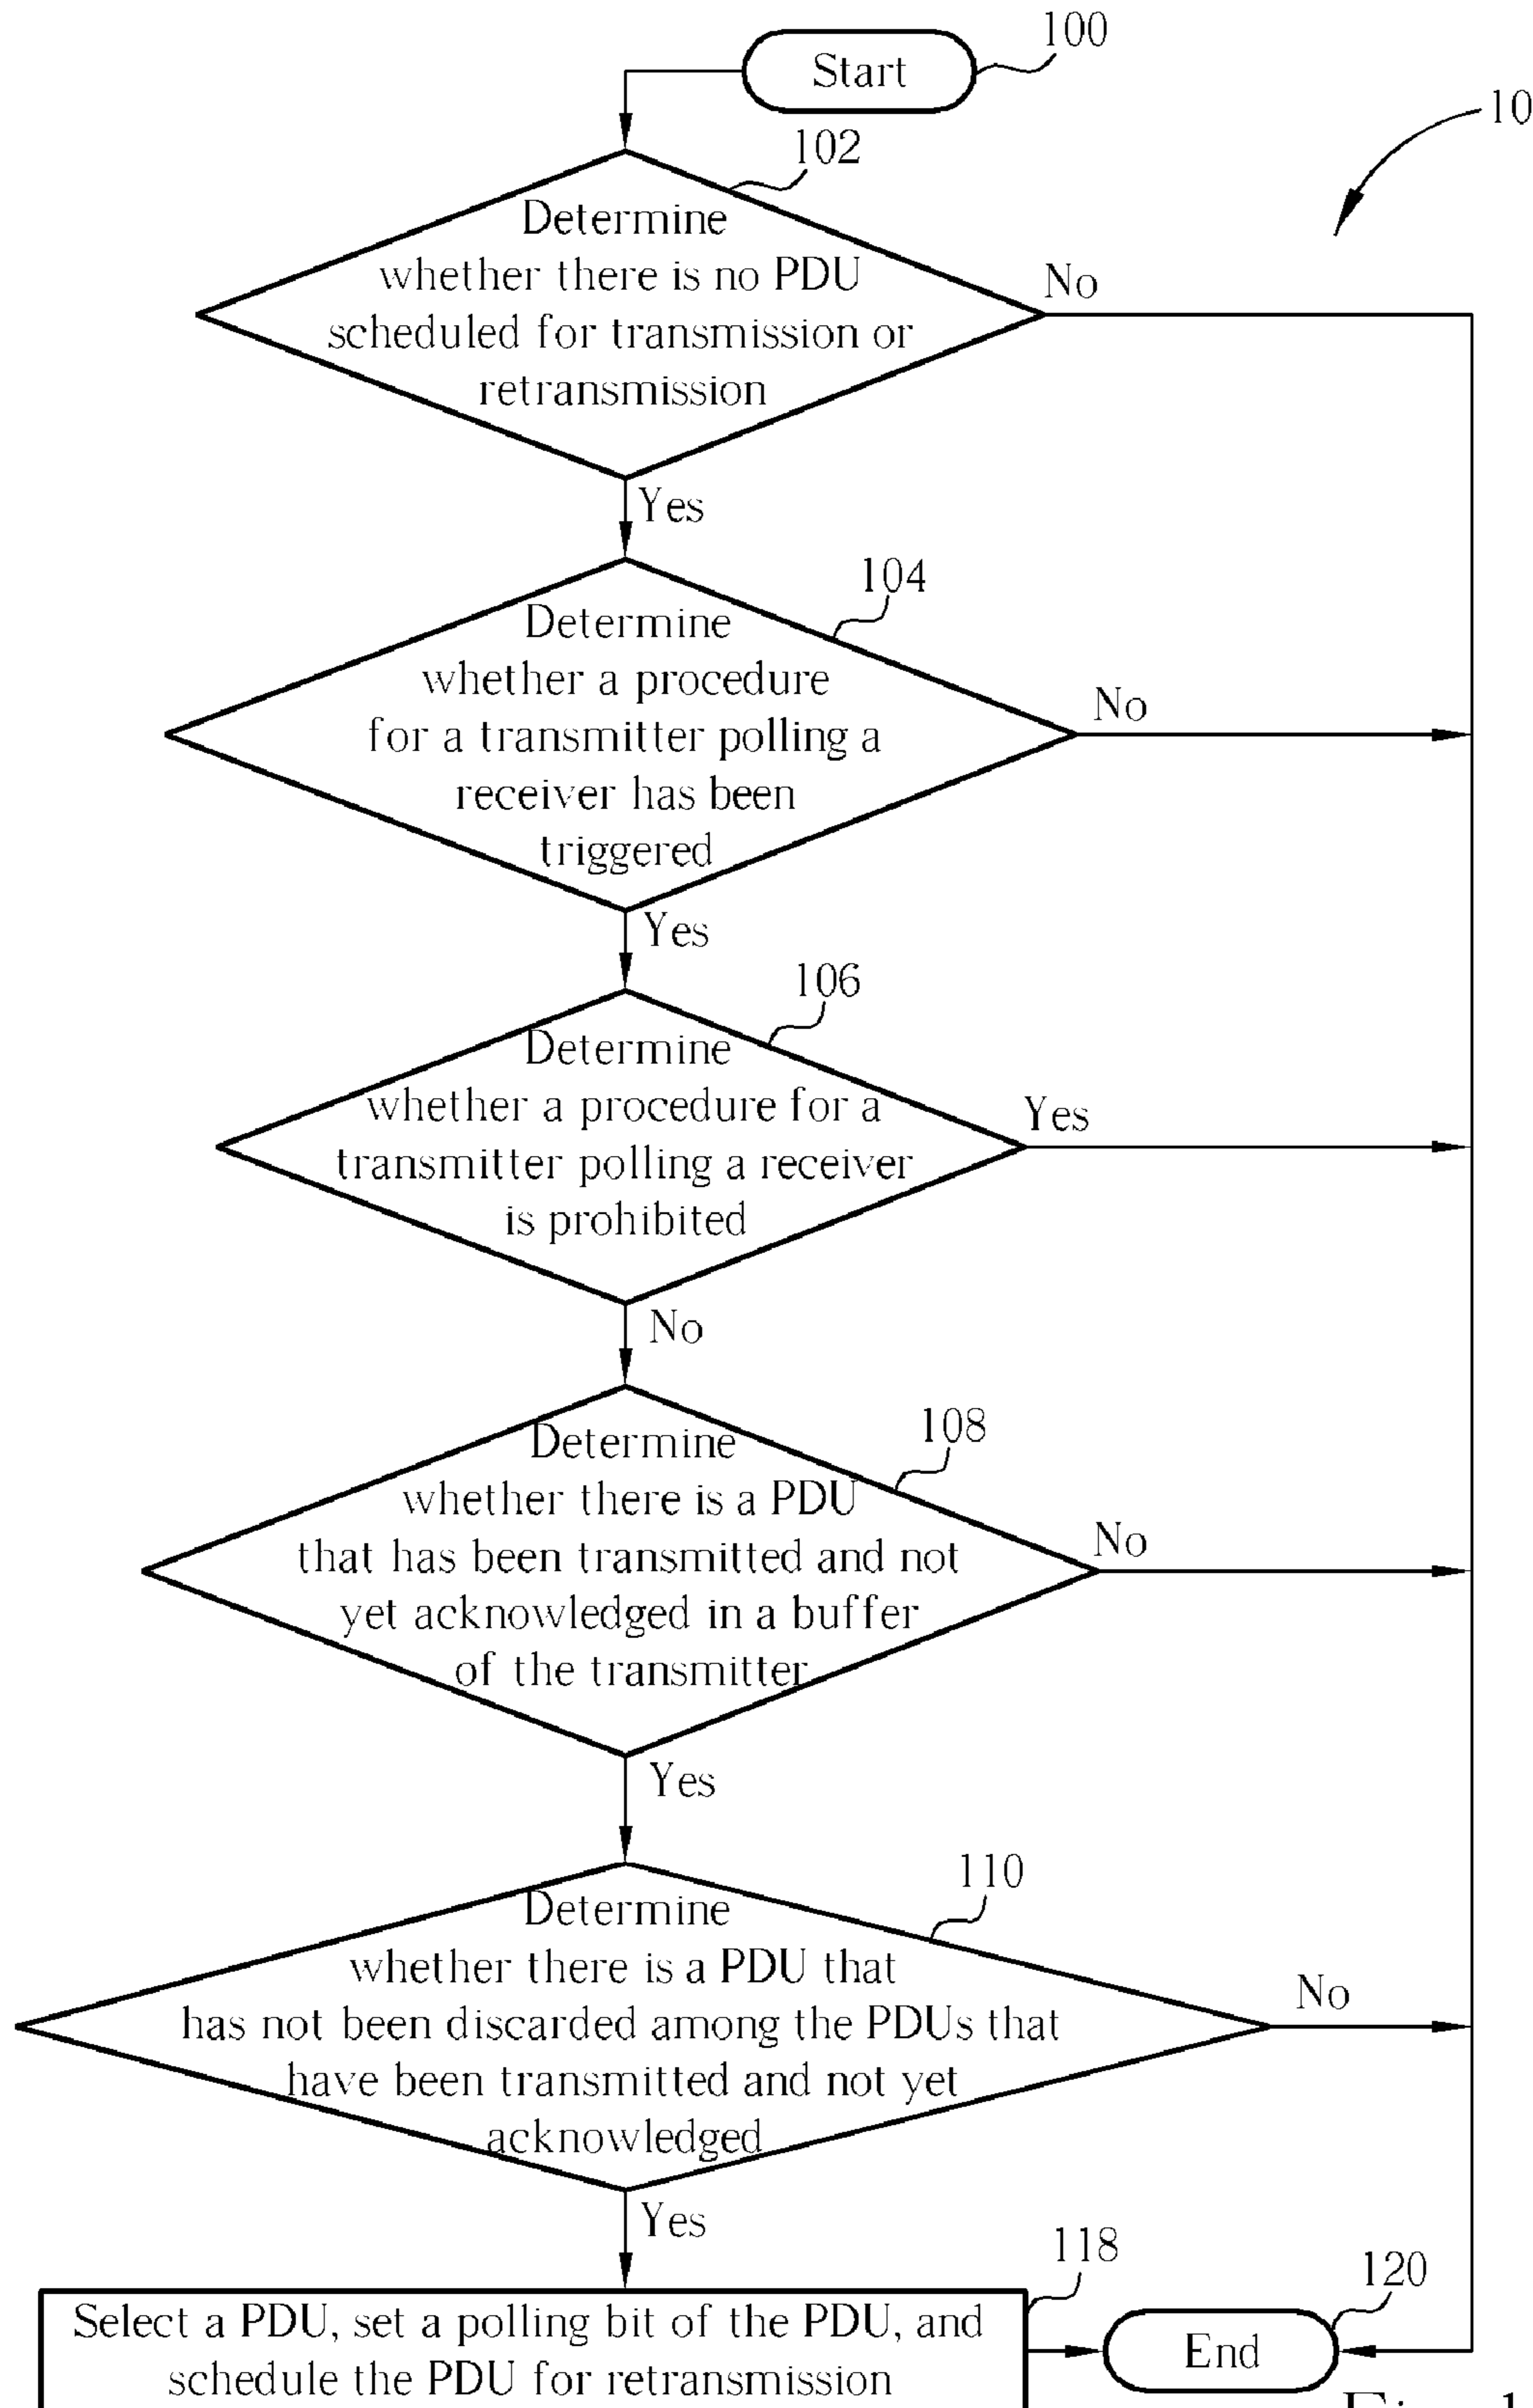 Start
100
10
102
Determine
whether there is no PDU
scheduled for transmission or
retransmission
No
Yes
104
Determine
whether a procedure
for a transmitter polling a
receiver has been
triggered
No
Yes
106
Determine
whether a procedure for a
transmitter polling a receiver
is prohibited
Yes
No
108
Determine
whether there is a PDU
that has been transmitted and not
yet acknowledged in a buffer
of the transmitter
No
Yes
110
Determine
whether there is a PDU that
has not been discarded among the PDUs that
have been transmitted and not yet
acknowledged
No
Yes
118
Select a PDU, set a polling bit of the PDU, and
schedule the PDU for retransmission
120
End